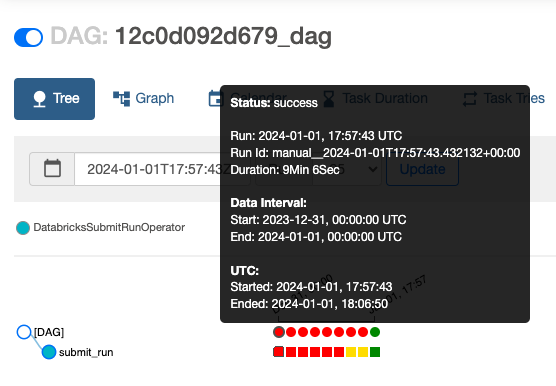 DAG: 12c0d092d679_dag
Tree
Graph
Calendar
Task Duration
Task Tries
2024-01-01T17:57:43Z
Update
Status: success
Run: 2024-01-01, 17:57:43 UTC
Run Id: manual__2024-01-01T17:57:43.432132+00:00
Duration: 9Min 6Sec
Data Interval:
Start: 2023-12-31, 00:00:00 UTC
End: 2024-01-01, 00:00:00 UTC
UTC:
Started: 2024-01-01, 17:57:43
Ended: 2024-01-01, 18:06:50
DatabricksSubmitRunOperator
[DAG]
submit_run